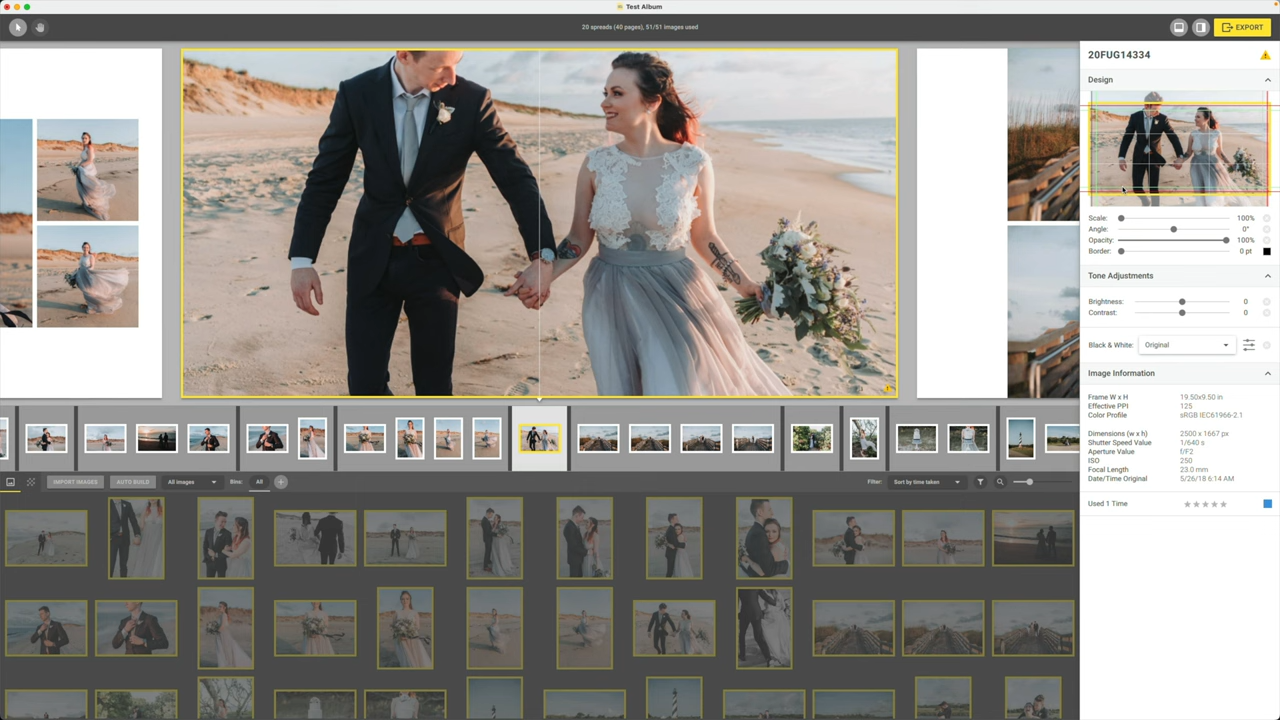 Test Album
20 spreads (40 pages), 51/51 images used
EXPORT
20FUG14334
Design
Scale: 100%
Angle: 0°
Opacity: 100%
Border: 0 pt
Tone Adjustments
Brightness: 0
Contrast: 0
Black & White: Original
Image Information
Frame W x H 19.50x9.50 in
Effective PPI 125
Color Profile sRGB IEC61966-2.1
Dimensions (w x h) 2500 x 1667 px
Shutter Speed Value 1/640 s
Aperture Value f/F2
ISO 250
Focal Length 23.0 mm
Date/Time Original 5/26/18 6:14 AM
Used 1 Time
IMPORT IMAGES AUTO BUILD All images Bins: All Filter: Sort by time taken